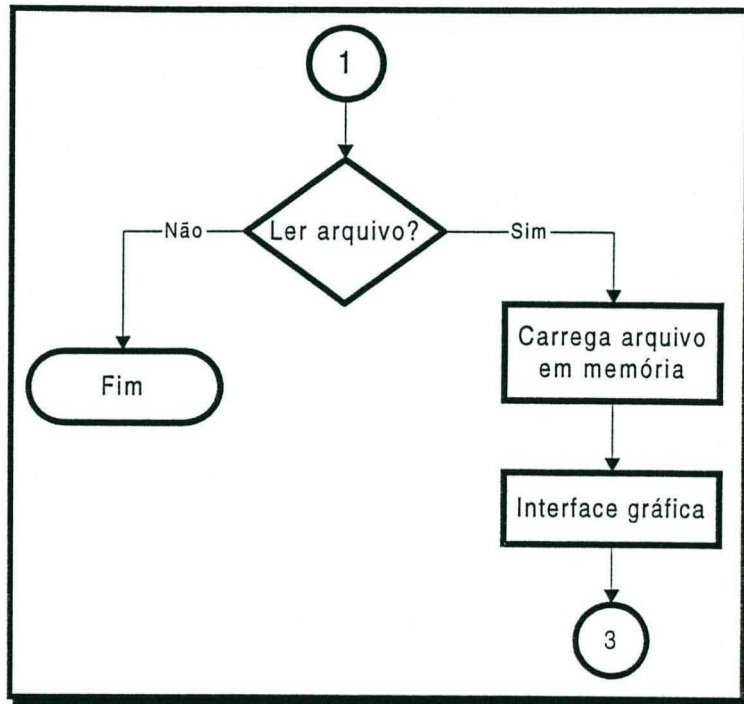 1
Ler arquivo?
Não
Sim
Carrega arquivo
em memória
Fim
Interface gráfica
3